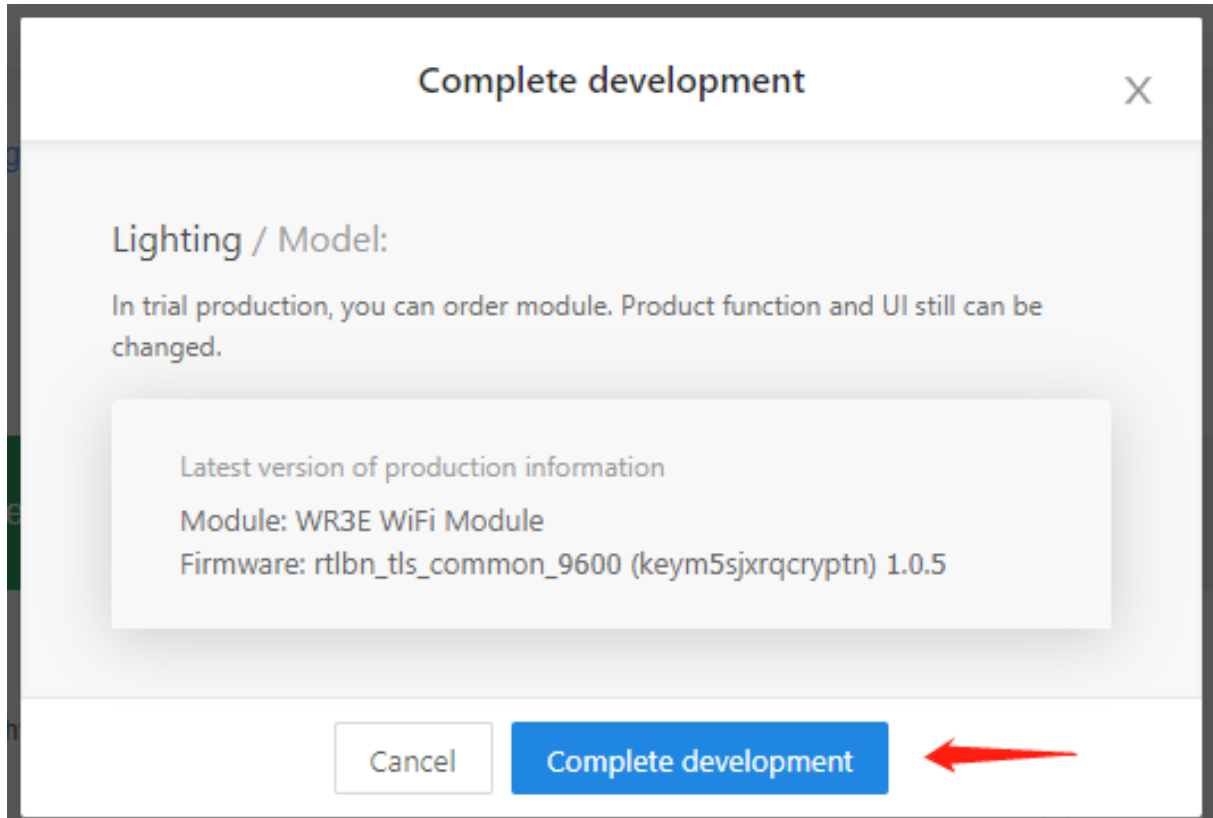 Complete development
X
Lighting / Model:
In trial production, you can order module. Product function and UI still can be
changed.
Latest version of production information
Module: WR3E WiFi Module
Firmware: rtlbn_tls_common_9600 (keym5sjxrqcryptn) 1.0.5
Cancel
Complete development